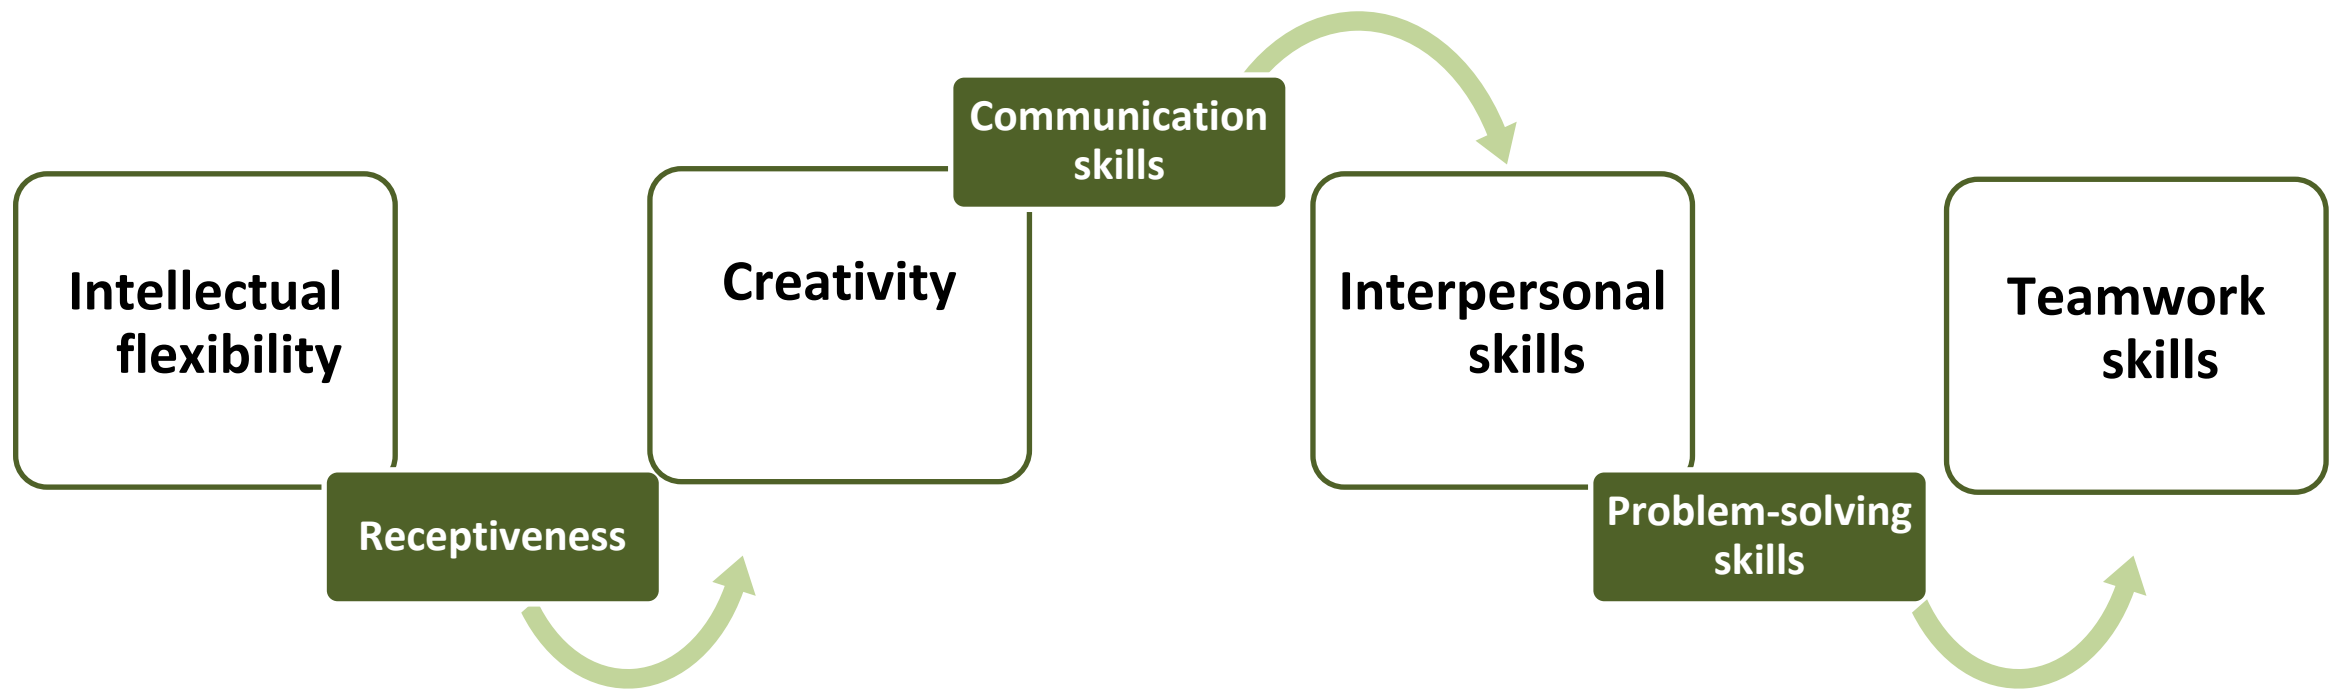 Intellectual
flexibility
Receptiveness
Creativity
Communication
skills
Interpersonal
skills
Problem-solving
skills
Teamwork
skills